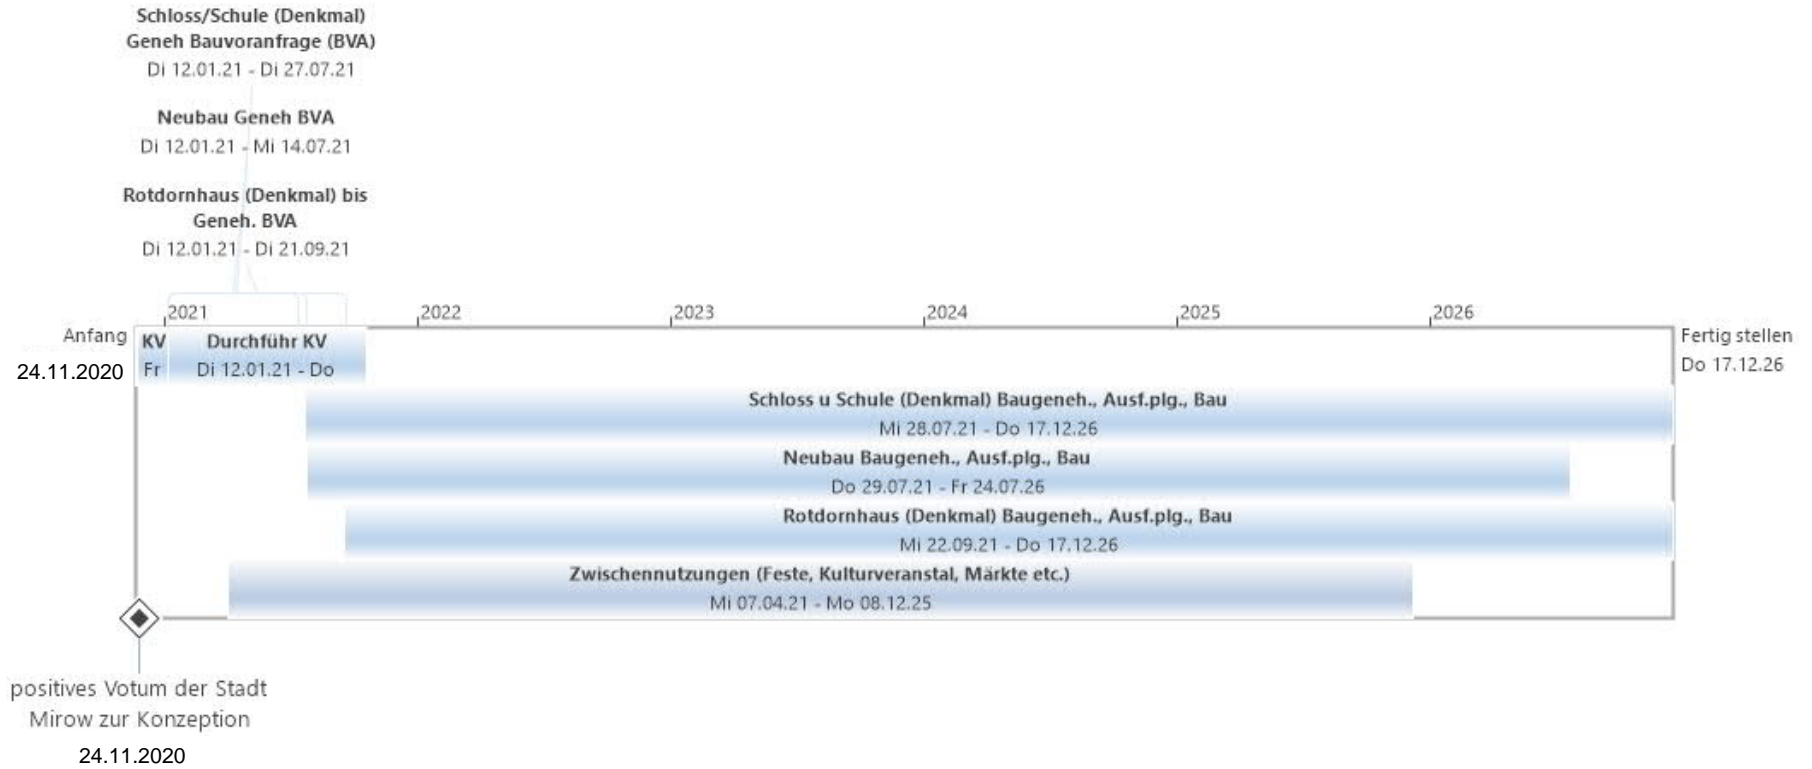 Schloss/Schule (Denkmal)
Geneh Bauvoranfrage (BVA)
Di 12.01.21 - Di 27.07.21
Neubau Geneh BVA
Di 12.01.21 - Mi 14.07.21
Rotdornhaus (Denkmal) bis
Geneh. BVA
Di 12.01.21 - Di 21.09.21
2021 2022 2023 2024 2025 2026
Anfang
24.11.2020
KV
Fr
Durchführ KV
Di 12.01.21 - Do
Fertig stellen
Do 17.12.26
Schloss u Schule (Denkmal) Baugeneh., Ausf.plg., Bau
Mi 28.07.21 - Do 17.12.26
Neubau Baugeneh., Ausf.plg., Bau
Do 29.07.21 - Fr 24.07.26
Rotdornhaus (Denkmal) Baugeneh., Ausf.plg., Bau
Mi 22.09.21 - Do 17.12.26
Zwischennutzungen (Feste, Kulturveranstal, Märkte etc.)
Mi 07.04.21 - Mo 08.12.25
positives Votum der Stadt
Mirow zur Konzeption
24.11.2020